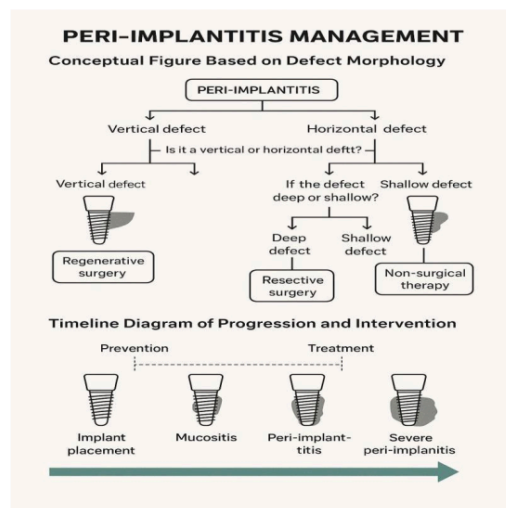 PERI-IMPLANTITIS MANAGEMENT
Conceptual Figure Based on Defect Morphology
PERI-IMPLANTITIS
Vertical defect
Horizontal defect
Is it a vertical or horizontal deftt?
Vertical defect
If the defect
deep or shallow?
Shallow defect
Deep
defect
Shallow
defect
Regenerative
surgery
Resective
surgery
Non-surgical
therapy
Timeline Diagram of Progression and Intervention
Prevention
Treatment
Implant
placement
Mucositis
Peri-implant-
titis
Severe
peri-implanitis